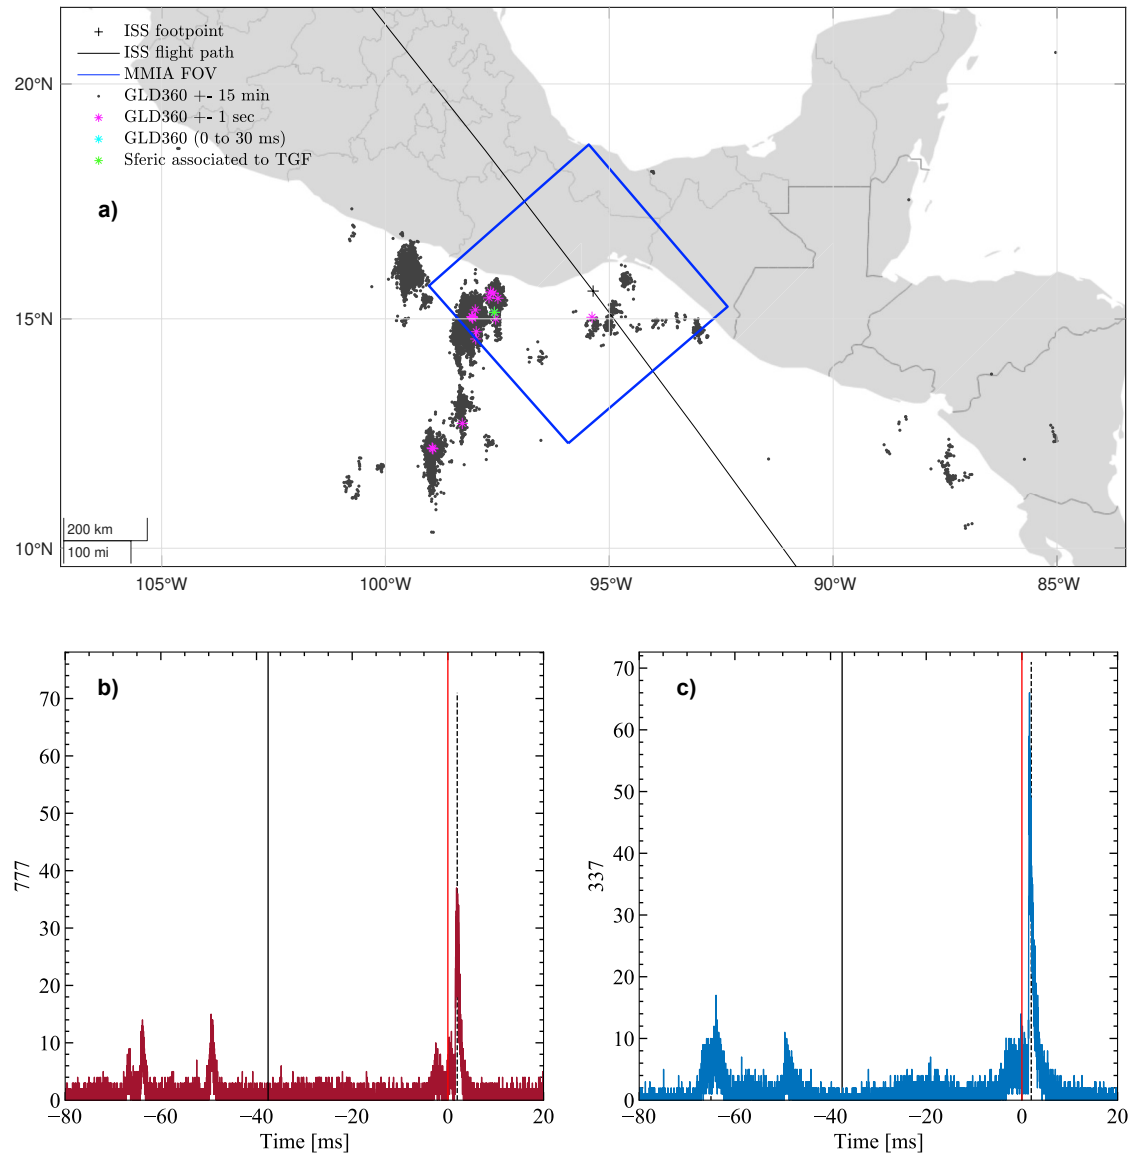 ISS footpoint
ISS flight path
MMIA FOV
GLD360 +- 15 min
GLD360 +- 1 sec
GLD360 (0 to 30 ms)
Sferic associated to TGF
a)
20°N
15°N
10°N
200 km
100 mi
105°W
100°W
95°W
90°W
85°W
b)
777
70
60
50
40
30
20
10
0
−80
−60
−40
−20
0
20
Time [ms]
c)
337
70
60
50
40
30
20
10
0
−80
−60
−40
−20
0
20
Time [ms]